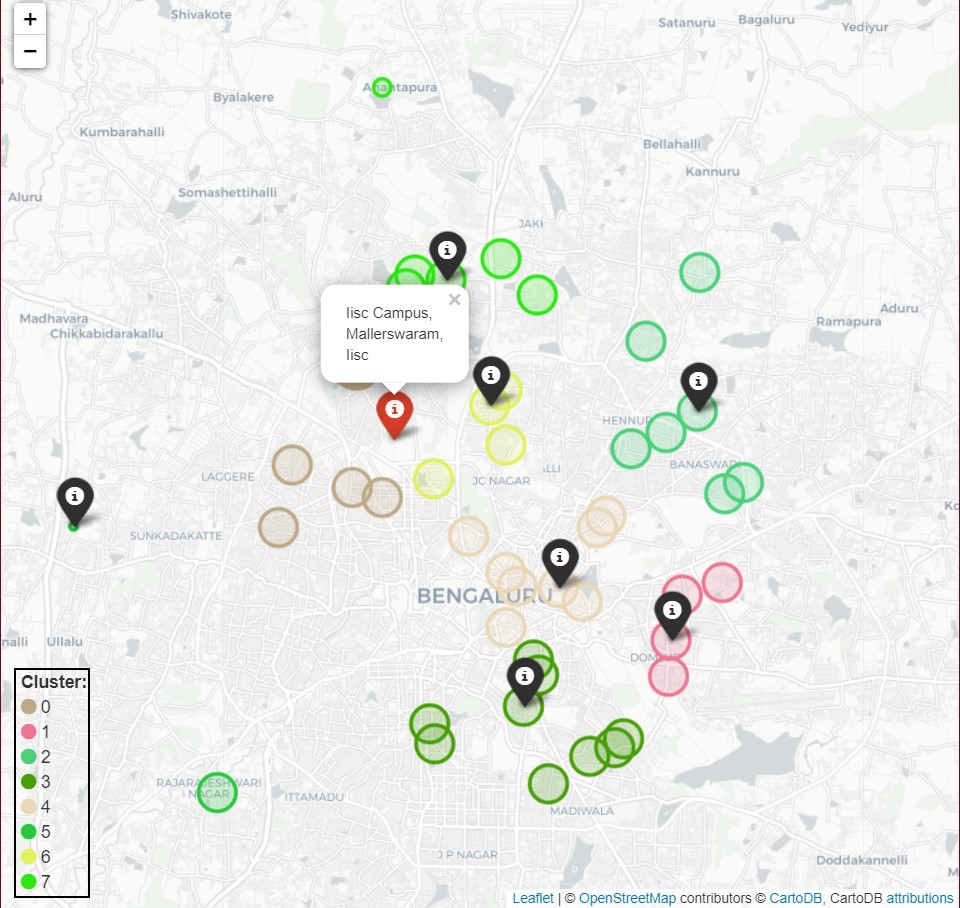 +
−
Shivakote
Satanuru
Bagaluru
Yediyur
Anantapura
Byalakere
Kumbarahalli
Bellahalli
Kannuru
Somashettihalli
Aluru
JAKI
×
Iisc Campus,
Mallerswaram,
Iisc
Madhavara
Chikkabidarakallu
Aduru
Ramapura
HENNUR
BANASWADI
LAGGERE
JC NAGAR
SUNKADAKATTE
BENGALURU
Ullalu
RAJARAJESHWARI
NAGAR
ITTAMADU
MADIWALA
J P NAGAR
Doddakannelli
Cluster:
0
1
2
3
4
5
6
7
Leaflet | © OpenStreetMap contributors © CartoDB, CartoDB attributions